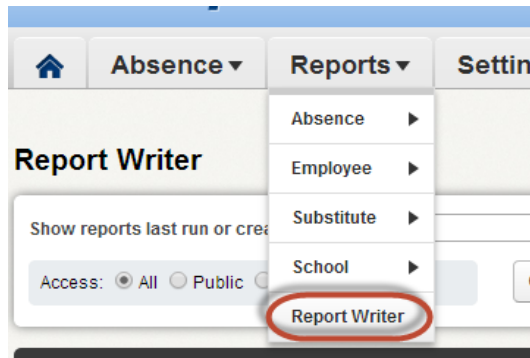 Absence Reports Settin
Absence
Report Writer
Employee
Substitute
Show reports last run or crea
School
Access: All Public
Report Writer